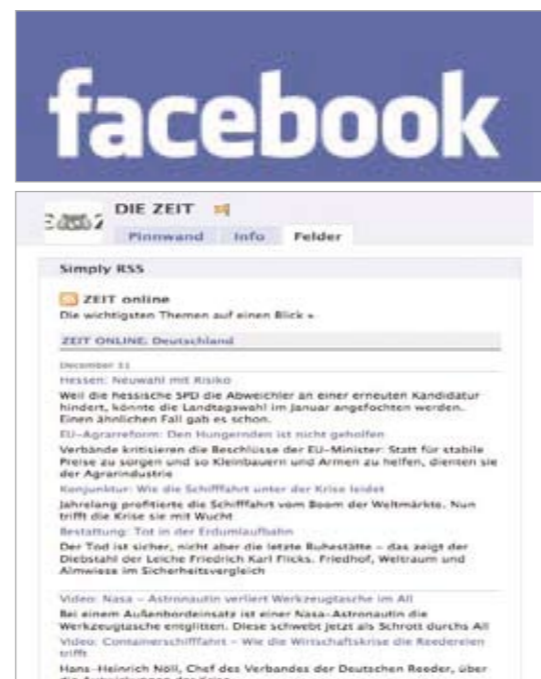 facebook
DIE ZEIT
Pinnwand Info Felder
Simply RSS
ZEIT online
Die wichtigsten Themen auf einen Blick »
ZEIT ONLINE: Deutschland
December 11
Hessen: Neuwahl mit Risiko
Weil die hessische SPD die Abweichler an einer erneuten Kandidatur
hindert, könnte die Landtagswahl im Januar angefochten werden.
Einen ähnlichen Fall gab es schon.
EU-Agrarreform: Den Hungernden ist nicht geholfen
Verbände kritisieren die Beschlüsse der EU-Minister: Statt für stabile
Preise zu sorgen und so Kleinbauern und Armen zu helfen, dienten sie
der Agrarindustrie
Konjunktur: Wie die Schifffahrt unter der Krise leidet
Jahrelang profitierte die Schifffahrt vom Boom der Weltmärkte. Nun
trifft die Krise sie mit Wucht
Bestattung: Tot in der Erdumlaufbahn
Der Tod ist sicher, nicht aber die letzte Ruhestätte – das zeigt der
Diebstahl der Leiche Friedrich Karl Flicks. Friedhof, Weltraum und
Almwiese im Sicherheitsvergleich
Video: Nasa – Astronautin verliert Werkzeugtasche im All
Bei einem Außenbordeinsatz ist einer Nasa-Astronautin die
Werkzeugtasche entglitten. Diese schwebt jetzt als Schrott durchs All
Video: Containerschifffahrt – Wie die Wirtschaftskrise die Reedereien
trifft
Hans-Heinrich Nöll, Chef des Verbandes der Deutschen Reeder, über
die Auswirkungen der Krise